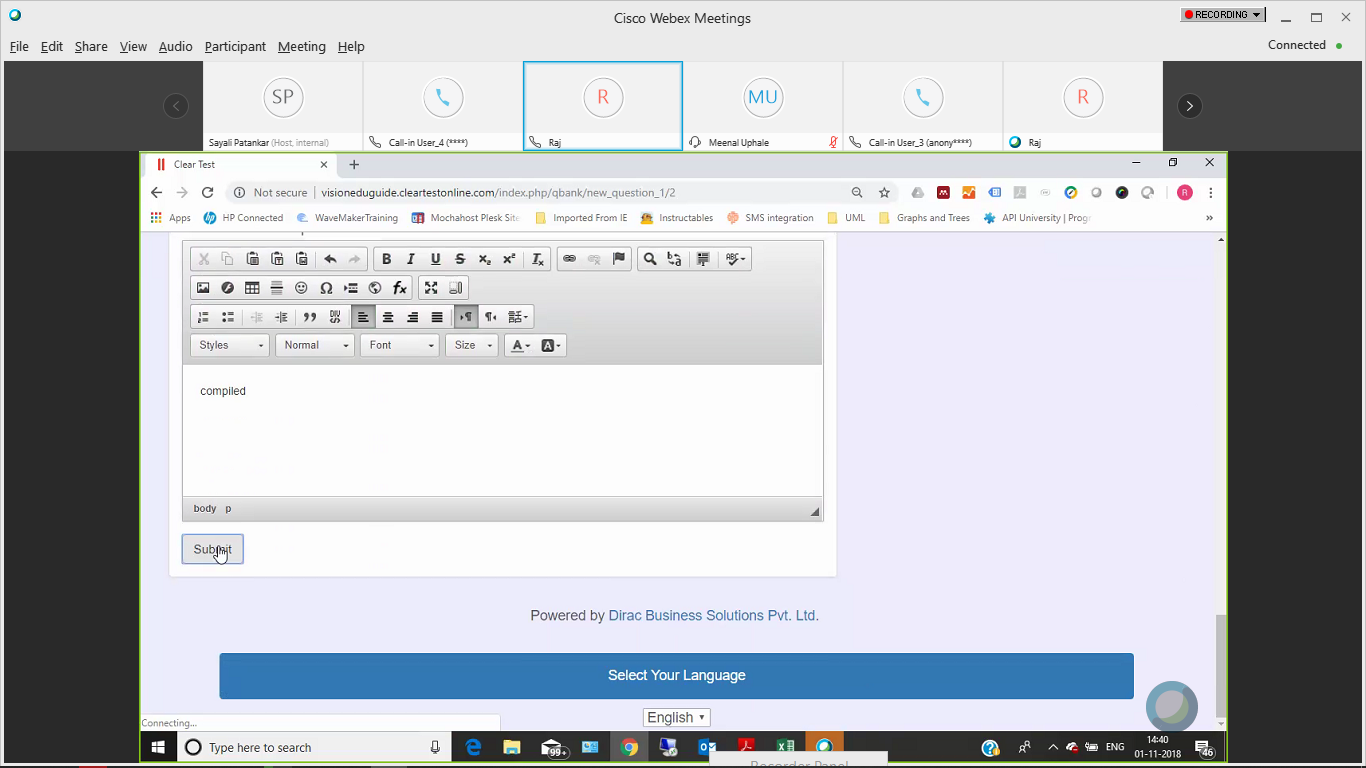 Cisco Webex Meetings
RECORDING
File Edit Share View Audio Participant Meeting Help
Connected
SP R MU R
Sayali Patankar (Host, internal) Call-in User_4 (****) Raj Meenal Uphale Call-in User_3 (anony****) Raj
Clear Test
Not secure visioneduguide.cleartestonline.com/index.php/qbank/new_question_1/2 R
Apps HP Connected WaveMakerTraining Mochahost Plesk Site Imported From IE Instructables SMS integration UML Graphs and Trees API University | Prog
Styles Normal Font Size
compiled
body p
Submit
Powered by Dirac Business Solutions Pvt. Ltd.
Select Your Language
English
Connecting...
Type here to search 99+ ENG 14:40
01-11-2018 46
Recorder Panel